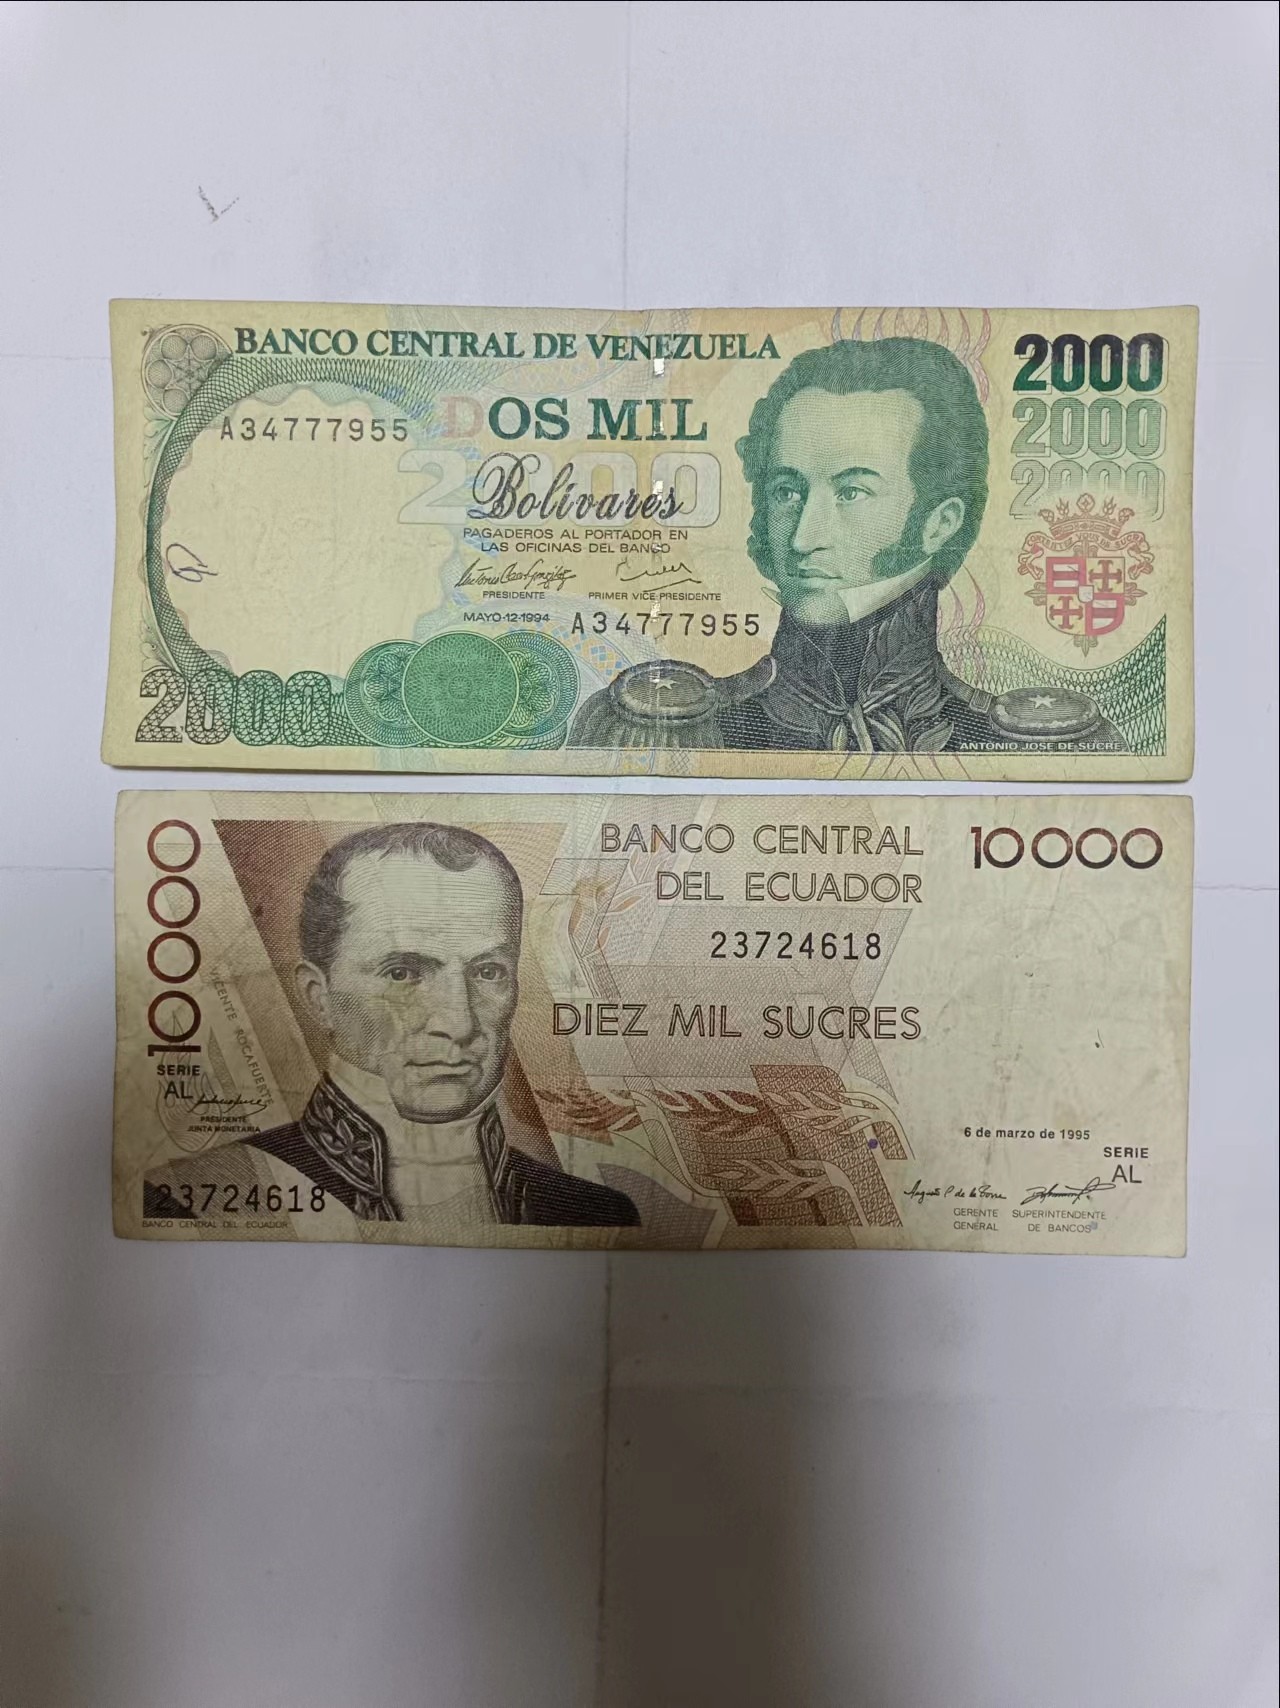 BANCO CENTRAL DE VENEZUELA
2000
2000
2000
A34777955
DOS MIL
2000
Bolívares
PAGADEROS AL PORTADOR EN
LAS OFICINAS DEL BANCO
PRESIDENTE PRIMER VICE-PRESIDENTE
MAYO-12-1994 A34777955
2000
ANTONIO JOSE DE SUCRE
10000
BANCO CENTRAL
DEL ECUADOR
10000
23724618
DIEZ MIL SUCRES
VICENTE ROCAFUERTE
SERIE
AL
PRESIDENTE
JUNTA MONETARIA
6 de marzo de 1995
SERIE
AL
23724618
BANCO CENTRAL DEL ECUADOR
GERENTE SUPERINTENDENTE
GENERAL DE BANCOS